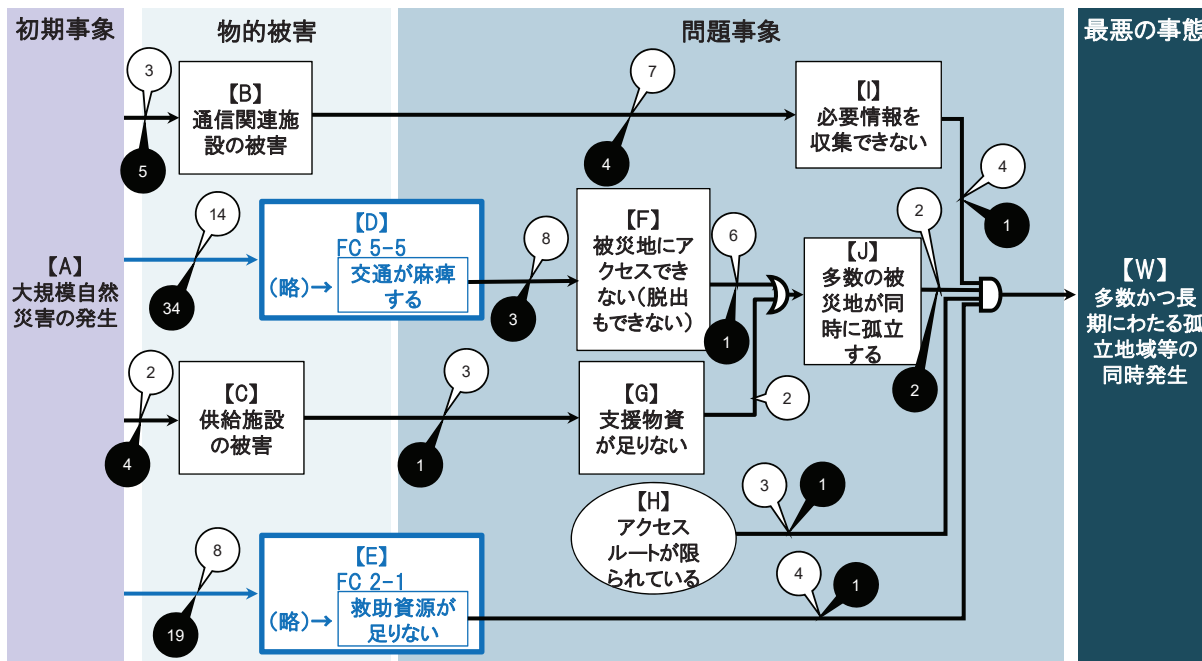 初期事象
物的被害
問題事象
最悪の事態
3
7
【B】
通信関連施
設の被害
【I】
必要情報を
収集できない
5
4
4
1
14
【D】
FC 5-5
(略)→
交通が麻痺
する
8
【F】
被災地にア
クセスでき
ない(脱出
もできない)
6
2
【J】
多数の被
災地が同
時に孤立
する
【A】
大規模自然
災害の発生
34
3
1
2
【W】
多数かつ長
期にわたる孤
立地域等の
同時発生
2
【C】
供給施設
の被害
3
【G】
支援物資
が足りない
2
4
1
【H】
アクセス
ルートが限
られている
3
1
8
【E】
FC 2-1
(略)→
救助資源が
足りない
4
1
19